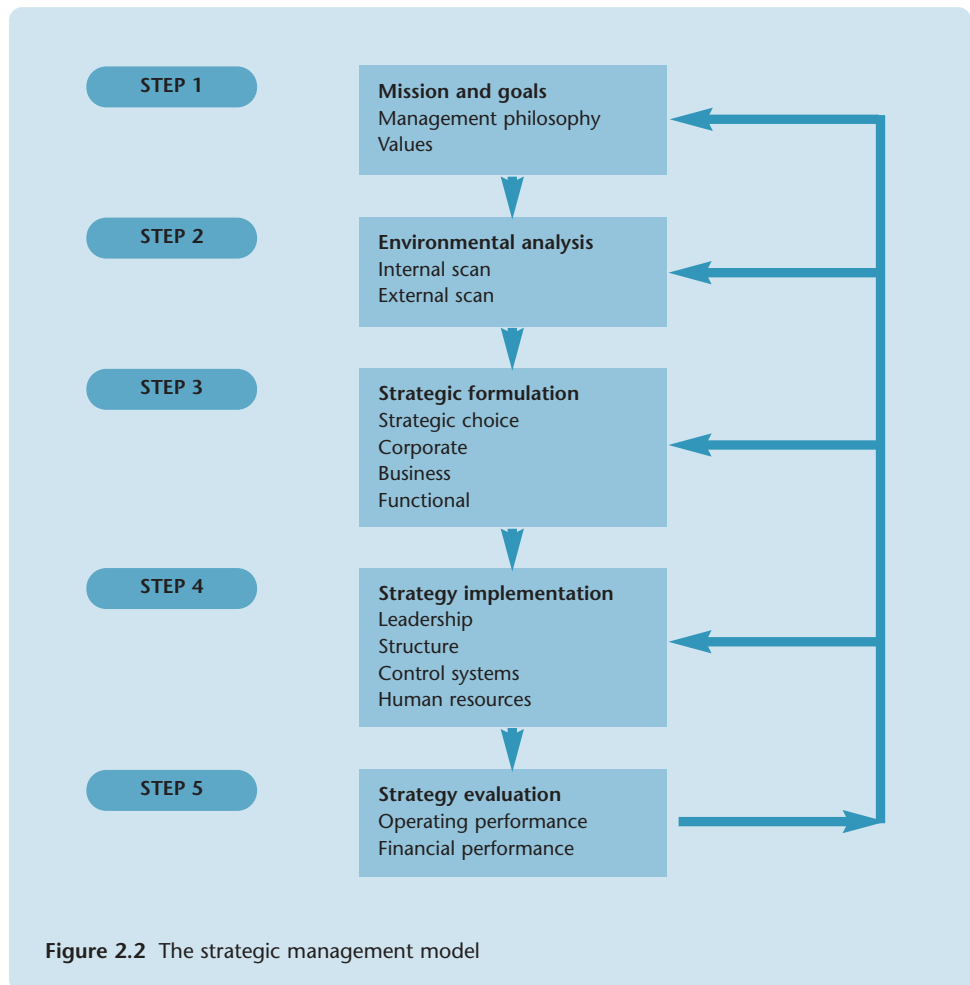 STEP 1
Mission and goals
Management philosophy
Values
STEP 2
Environmental analysis
Internal scan
External scan
STEP 3
Strategic formulation
Strategic choice
Corporate
Business
Functional
STEP 4
Strategy implementation
Leadership
Structure
Control systems
Human resources
STEP 5
Strategy evaluation
Operating performance
Financial performance
Figure 2.2 The strategic management model